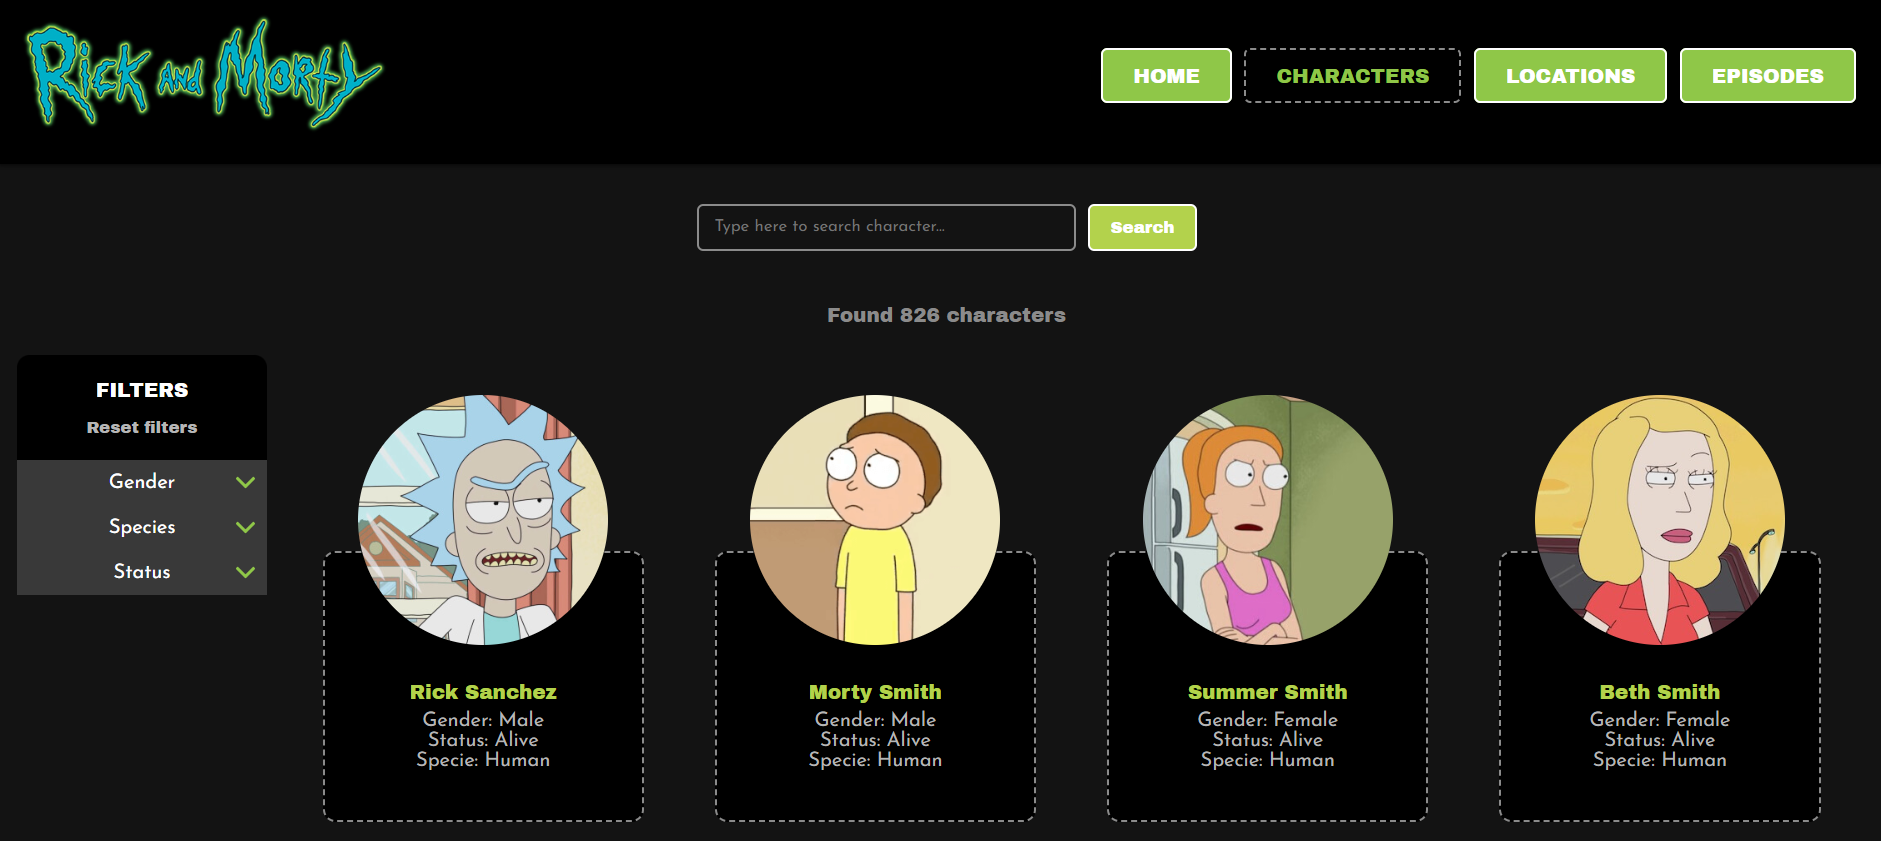 Rick and Morty
HOME
CHARACTERS
LOCATIONS
EPISODES
Type here to search character...
Search
Found 826 characters
FILTERS
Reset filters
Gender
Species
Status
Rick Sanchez
Gender: Male
Status: Alive
Specie: Human
Morty Smith
Gender: Male
Status: Alive
Specie: Human
Summer Smith
Gender: Female
Status: Alive
Specie: Human
Beth Smith
Gender: Female
Status: Alive
Specie: Human